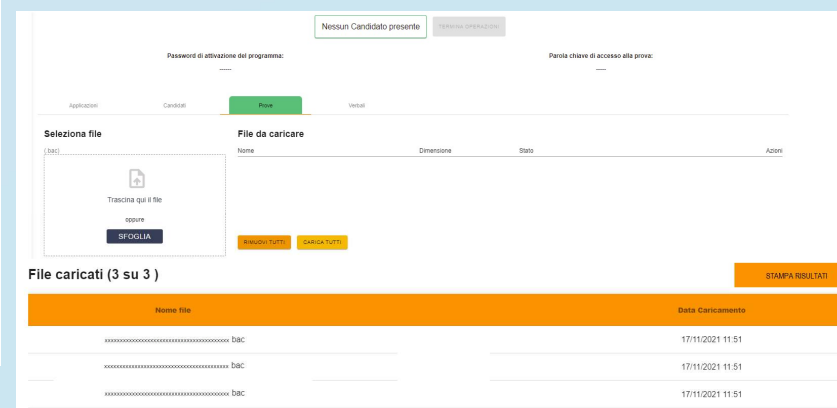 Nessun Candidato presente TERMINA OPERAZIONI
Password di attivazione del programma: Parola chiave di accesso alla prova:
------ -----
Applicazioni Candidati Prove Verbali
Seleziona file File da caricare
(.bac) Nome Dimensione Stato Azioni
Trascina qui il file
oppure
SFOGLIA
RIMUOVI TUTTI CARICA TUTTI
File caricati (3 su 3 ) STAMPA RISULTATI
Nome file Data Caricamento
xxxxxxxxxxxxxxxxxxxxxxxxxxxxxxxxxxxxxxxxx bac 17/11/2021 11:51
xxxxxxxxxxxxxxxxxxxxxxxxxxxxxxxxxxxxxxxxx bac 17/11/2021 11:51
xxxxxxxxxxxxxxxxxxxxxxxxxxxxxxxxxxxxxxxxx bac 17/11/2021 11:51